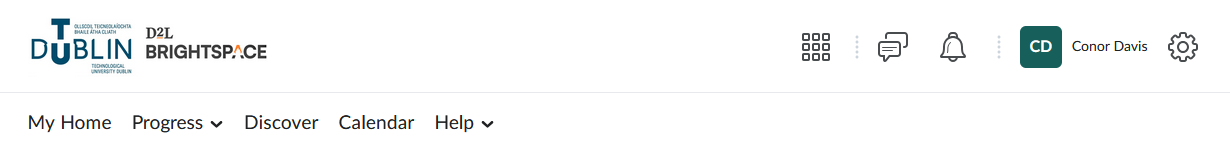 OLLSCOIL TEICNEOLAÍOCHTA
BHAILE ÁTHA CLIATH
TU DUBLIN
TECHNOLOGICAL
UNIVERSITY DUBLIN
D2L
BRIGHTSPACE
CD Conor Davis
My Home Progress Discover Calendar Help